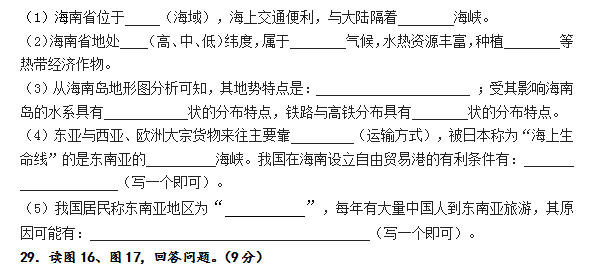 （1）海南省位于____（海域），海上交通便利，与大陆隔着________海峡。
（2）海南省地处____（高、中、低）纬度，属于________气候，水热资源丰富，种植________等
热带经济作物。
（3）从海南岛地形图分析可知，其地势特点是：______________________；受其影响海南
岛的水系具有____________状的分布特点，铁路与高铁分布具有________状的分布特点。
（4）东亚与西亚、欧洲大宗货物来往主要靠_________（运输方式），被日本称为“海上生
命线”的是东南亚的__________海峡。我国在海南设立自由贸易港的有利条件有：_______
______________（写一个即可）。
（5）我国居民称东南亚地区为“____________”，每年有大量中国人到东南亚旅游，其原
因可能有：________________________________________（写一个即可）。
29．读图16、图17，回答问题。（9分）